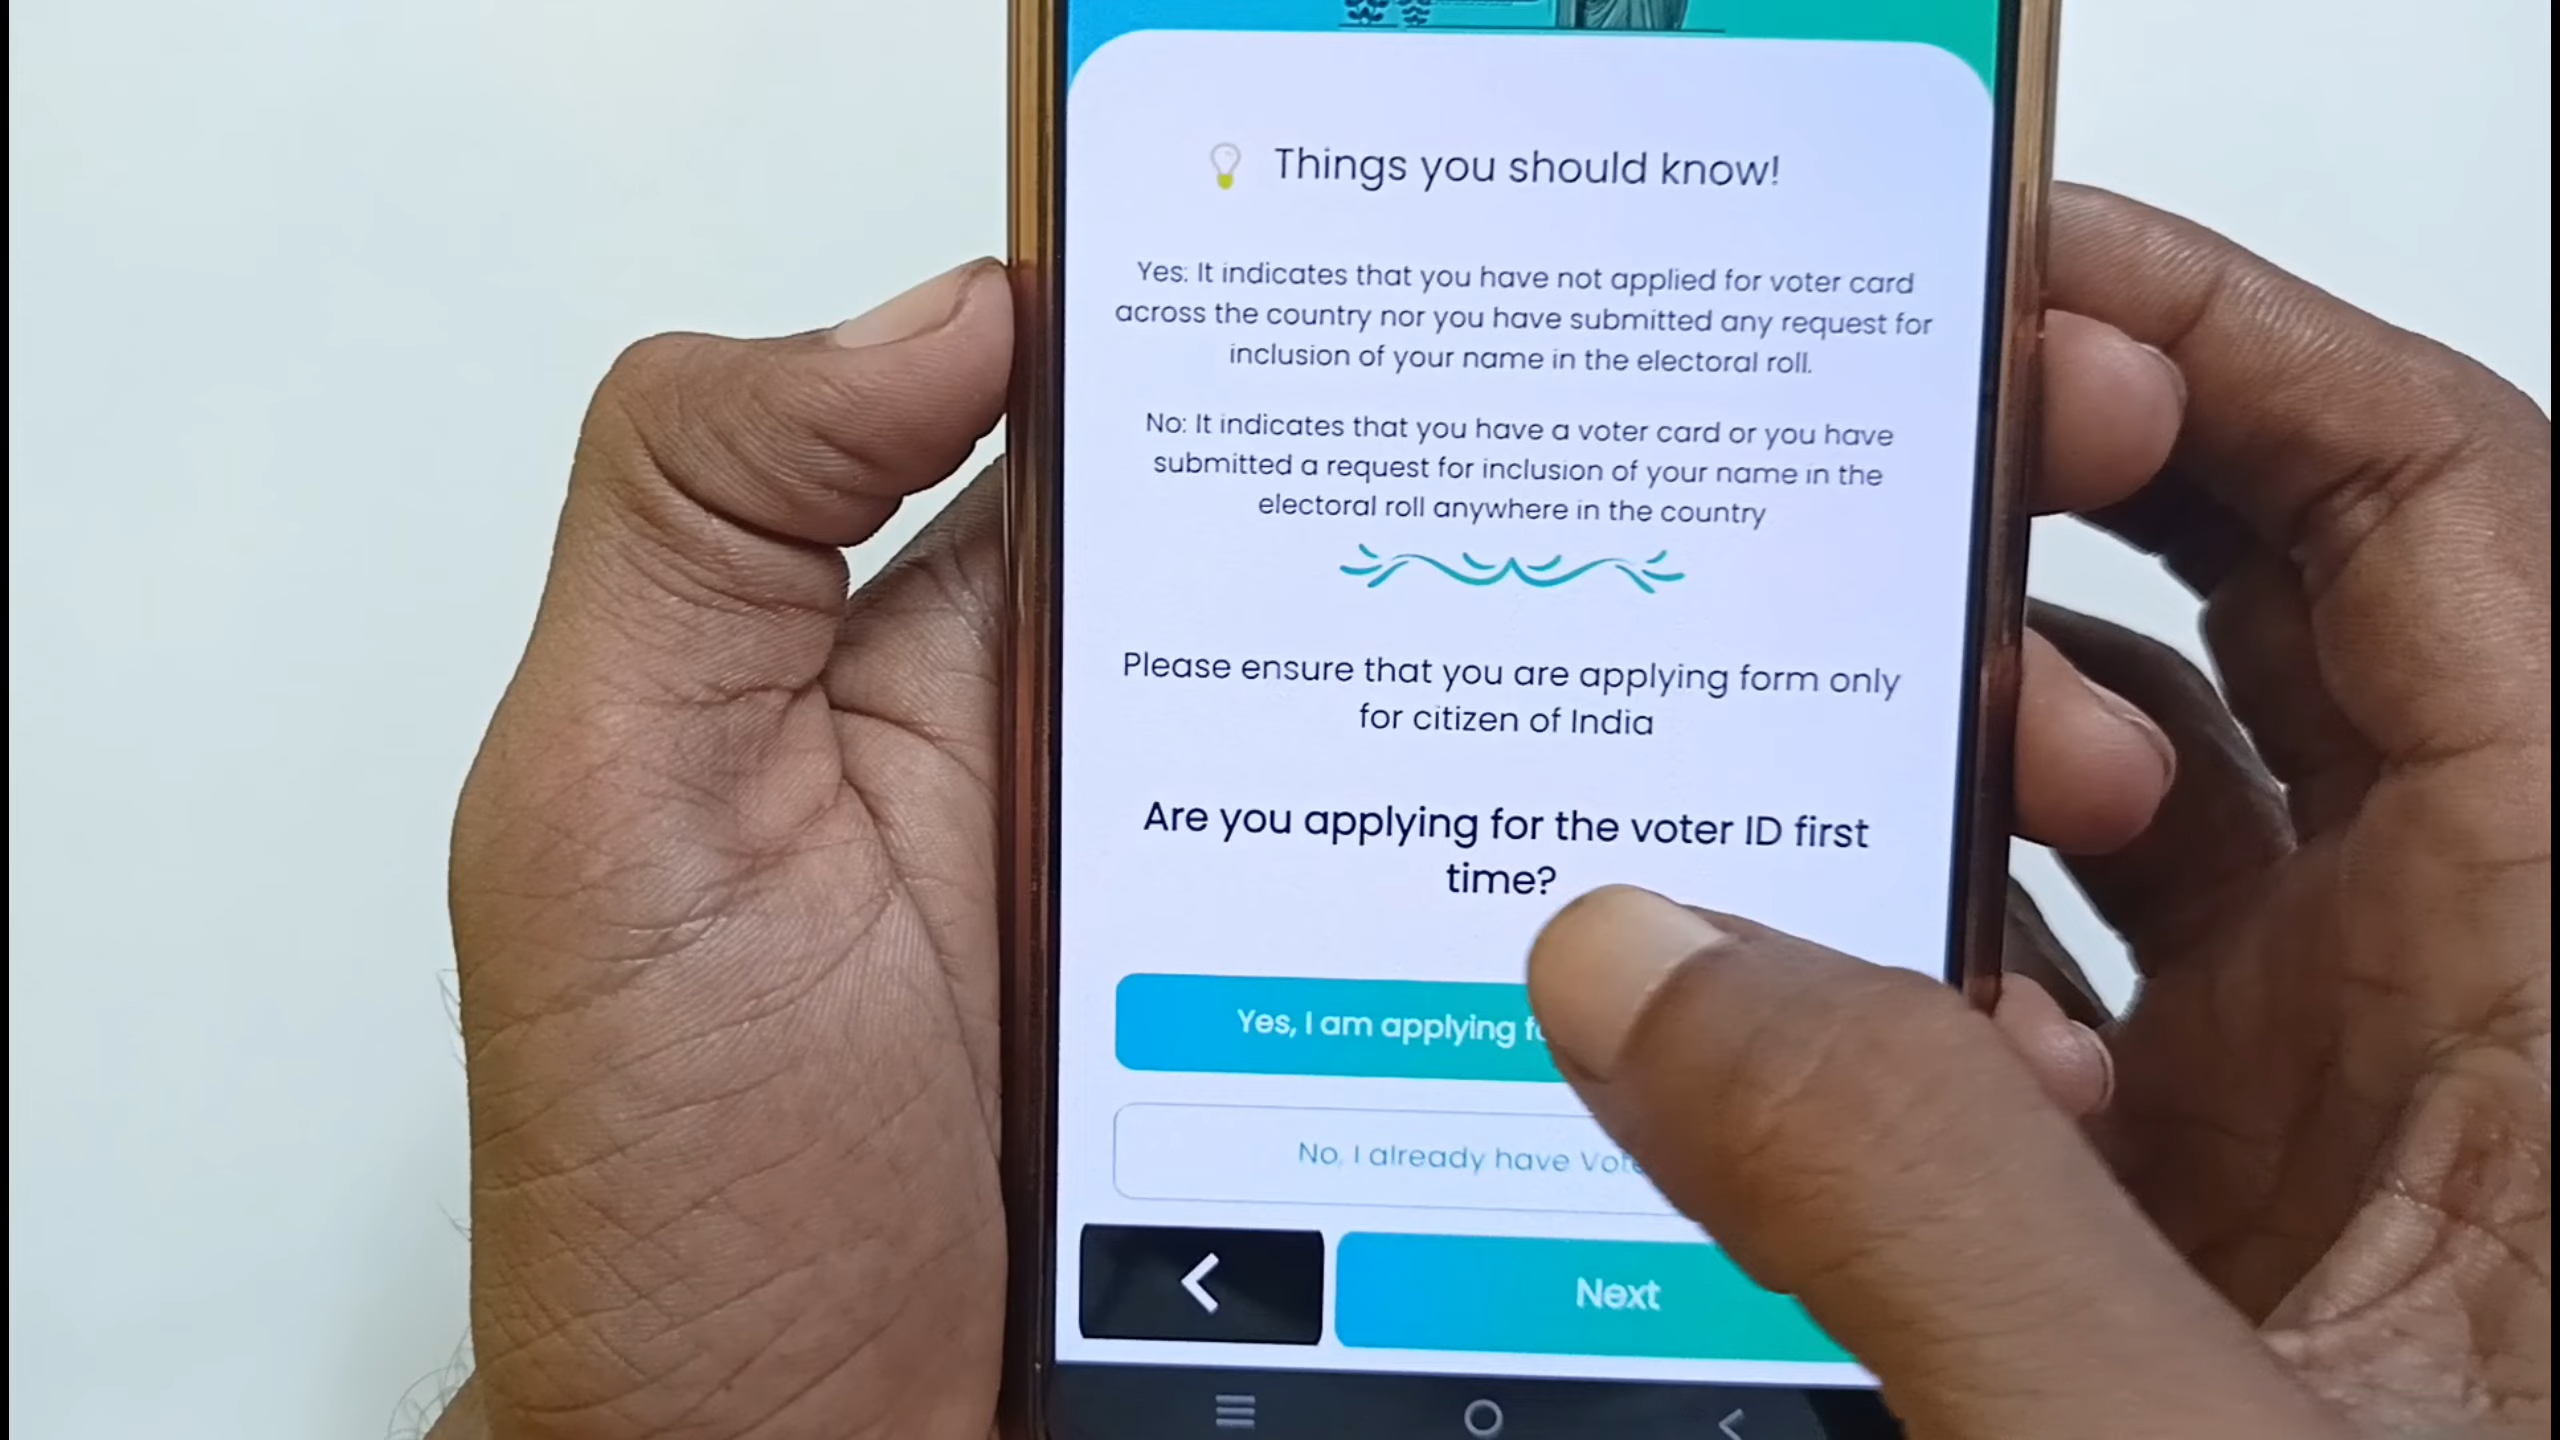 Things you should know!
Yes: It indicates that you have not applied for voter card
across the country nor you have submitted any request for
inclusion of your name in the electoral roll.
No: It indicates that you have a voter card or you have
submitted a request for inclusion of your name in the
electoral roll anywhere in the country
Please ensure that you are applying form only
for citizen of India
Are you applying for the voter ID first
time?
Yes, I am applying
No, I already have
Next